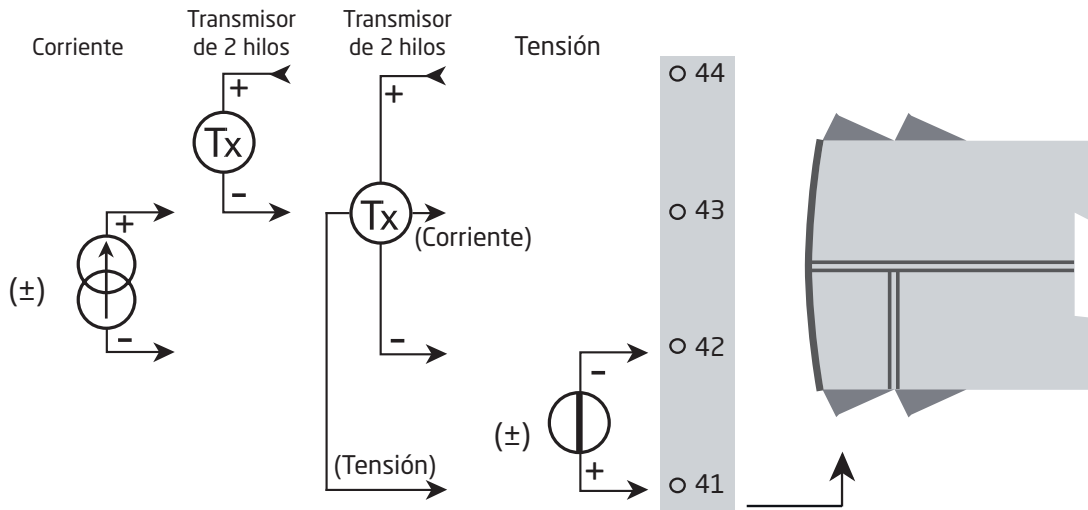 Corriente
Transmisor
de 2 hilos
Transmisor
de 2 hilos
Tensión
44
+
+
Tx
-
43
+
Tx
(Corriente)
(±)
-
-
42
-
(±)
(Tensión)
+
41